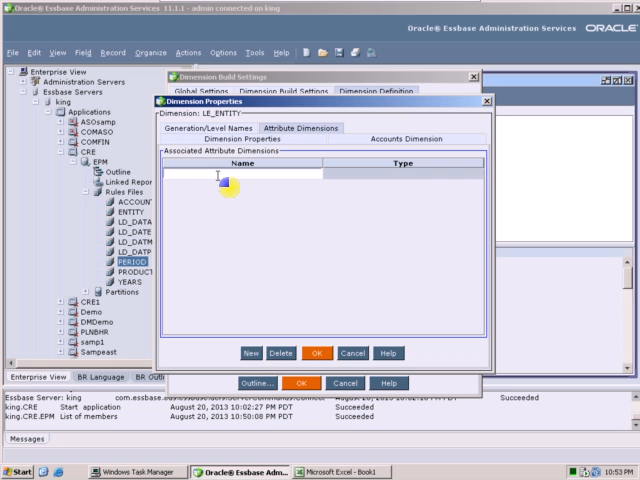 Oracle® Essbase Administration Services 11.1.1 - admin connected on king
Oracle® Essbase Administration Services ORACLE
File Edit View Field Record Organize Actions Options Tools Help
Enterprise View
Administration Servers
Essbase Servers
king
Applications
ASOsamp
COMASO
COMFIN
CRE
EPM
Outline
Linked Repor
Rules Files
ACCOUN
ENTITY
LD_DATA
LD_DATE
LD_DATM
LD_DATP
PERIOD
PRODUCT
YEARS
Partitions
CRE1
Demo
DMDemo
PLNBHR
samp1
Sampeast
Enterprise View BR Language BR Outli
Dimension Build Settings
Global Settings Dimension Build Settings Dimension Definition
Dimension Properties
Dimension: LE_ENTITY
Generation/Level Names Attribute Dimensions
Dimension Properties Accounts Dimension
Associated Attribute Dimensions
Name Type
New Delete OK Cancel Help
Outline... OK Cancel Help
Essbase Server: king com.essbase. Succeeded
king.CRE Start application August 20, 2013 10:02:27 PM PDT Succeeded
king.CRE.EPM List of members August 20, 2013 10:50:08 PM PDT Succeeded
Messages
Start Windows Task Manager Oracle® Essbase Adm... Microsoft Excel - Book1 10:53 PM